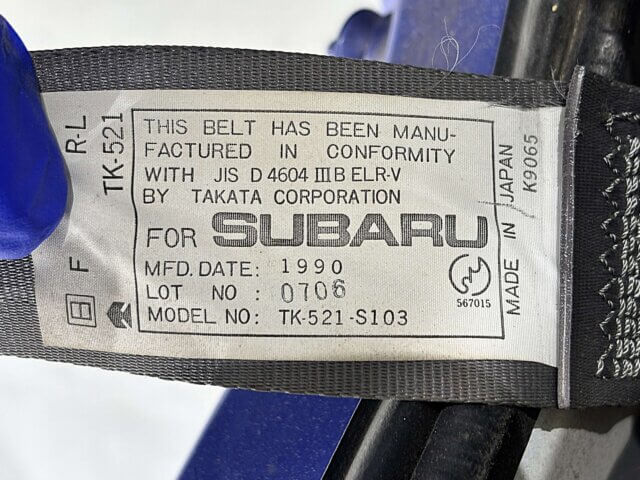 R-L
TK-521
F
THIS BELT HAS BEEN MANU-
FACTURED IN CONFORMITY
WITH JIS D 4604 III B ELR-V
BY TAKATA CORPORATION
FOR SUBARU
MFD. DATE: 1990
LOT NO : 0706
MODEL NO: TK-521-S103
567015
MADE IN JAPAN
K9065